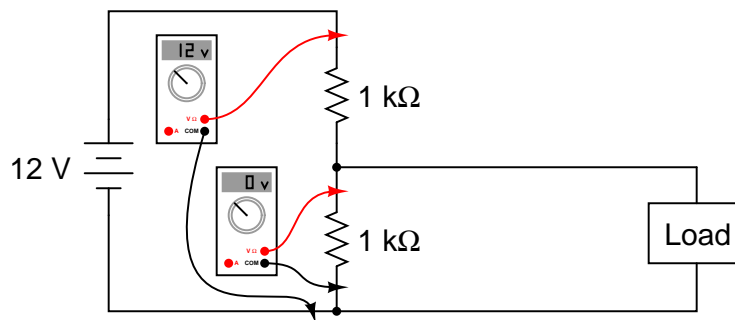 12 v
V Ω
A COM
1 kΩ
12 V
0 v
V Ω
A COM
1 kΩ
Load